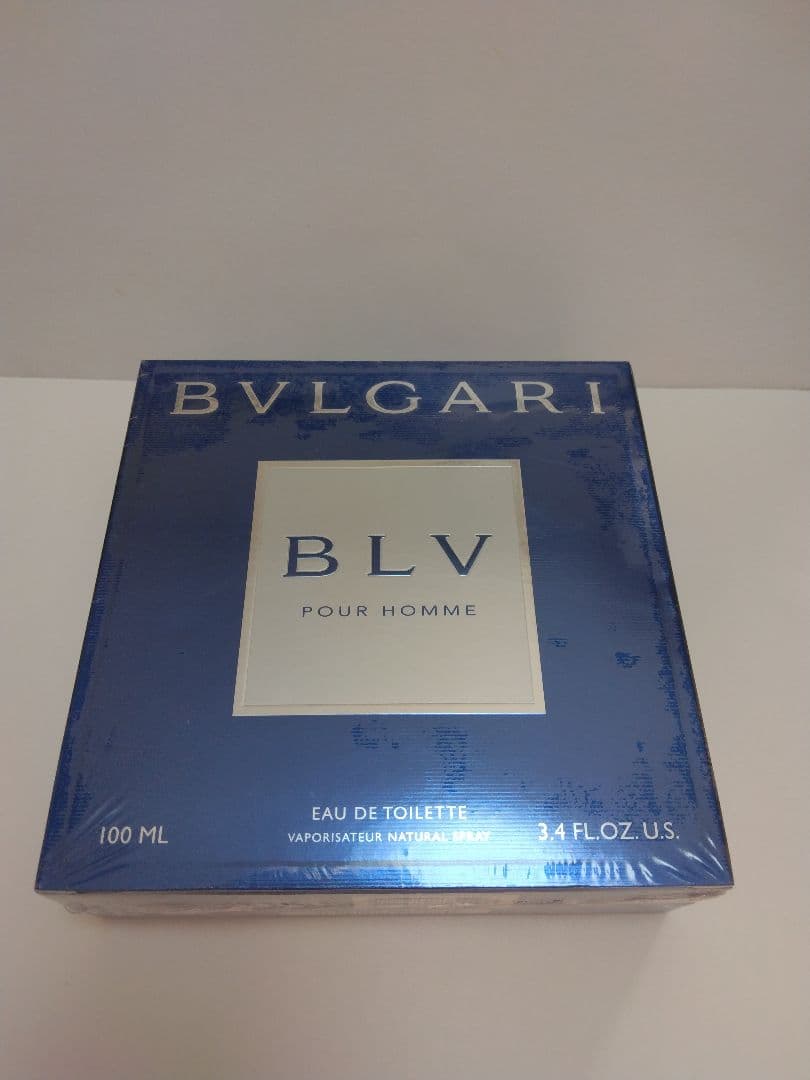 BVLGARI
BLV
POUR HOMME
EAU DE TOILETTE
VAPORISATEUR NATURAL SPRAY
100 ML
3.4 FL.OZ. U.S.